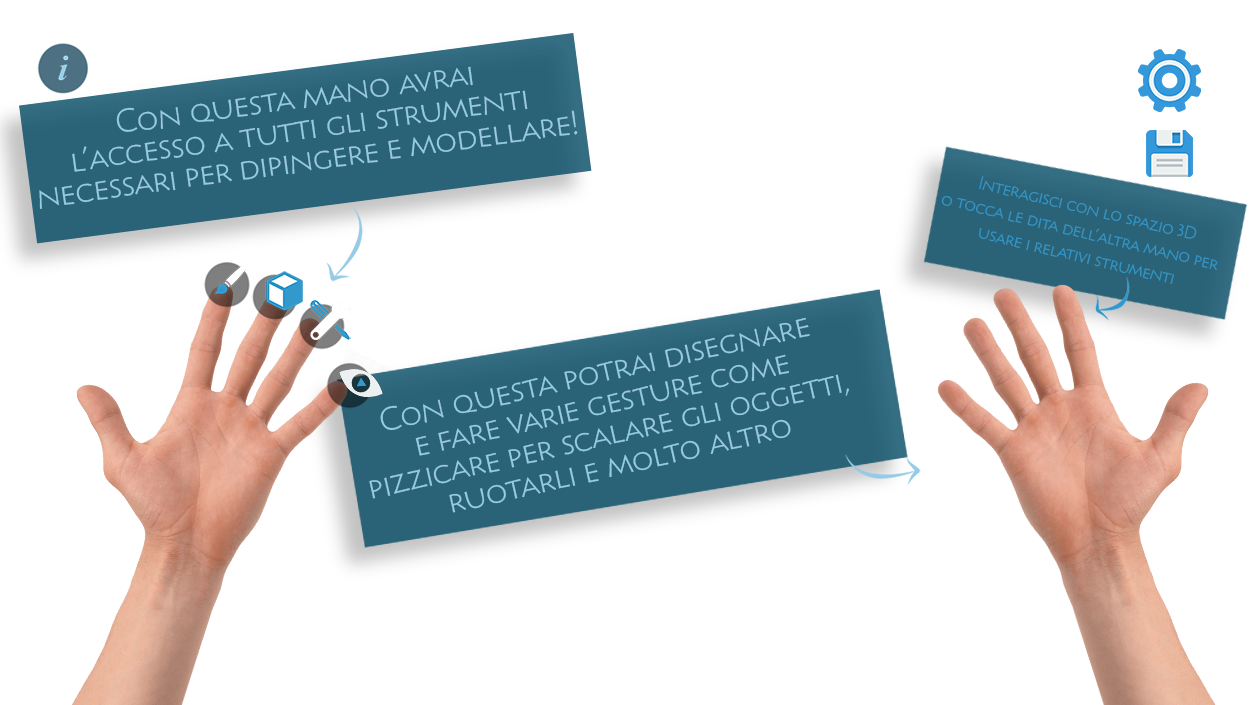 i
Con questa mano avrai
l'accesso a tutti gli strumenti
necessari per dipingere e modellare!
Interagisci con lo spazio 3D
o tocca le dita dell'altra mano per
usare i relativi strumenti
Con questa potrai disegnare
e fare varie gesture come
pizzicare per scalare gli oggetti,
ruotarli e molto altro